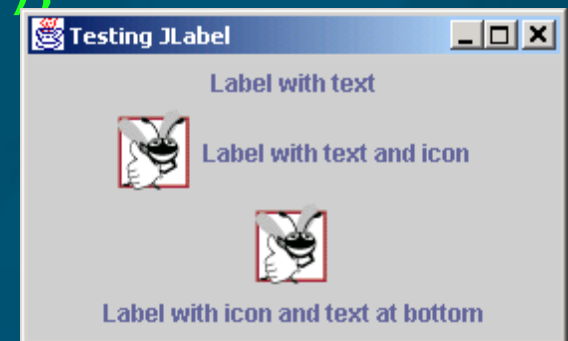 Testing JLabel
Label with text
Label with text and icon
Label with icon and text at bottom